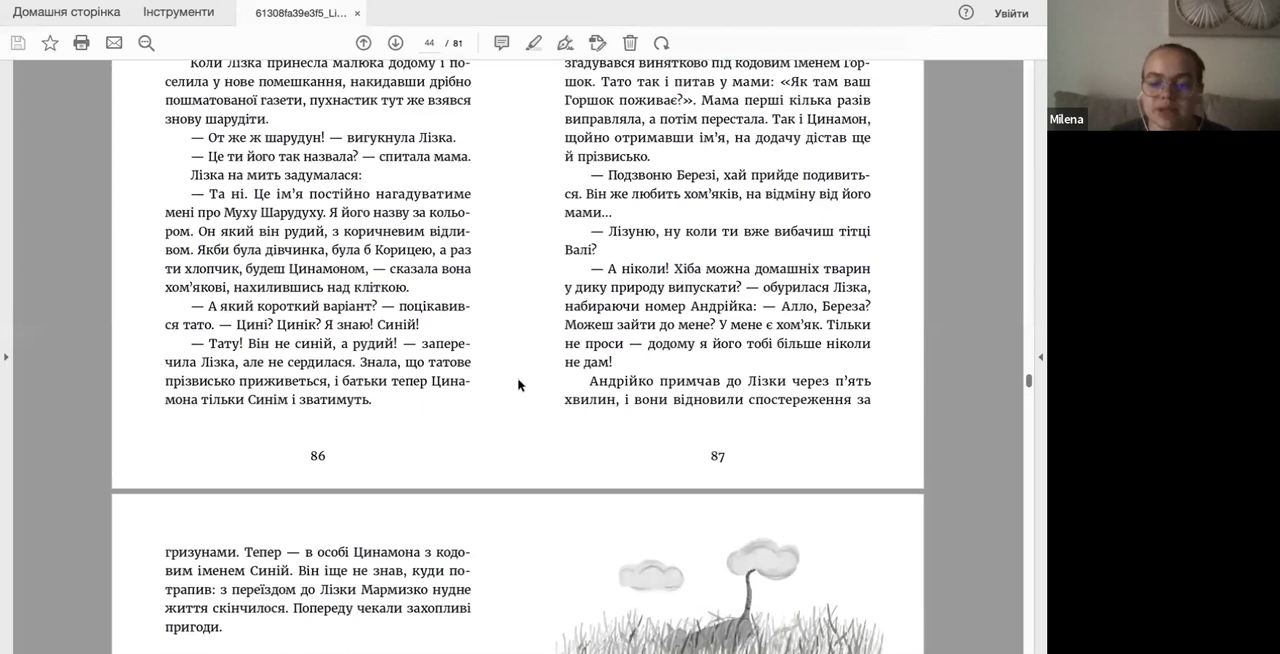 Домашня сторінка
Інструменти
61308fa39e3f5_Li...
×
?
Увійти
44 / 81
Milena
Коли Лізка принесла малюка додому і по-
селила у нове помешкання, накидавши дрібно
пошматованої газети, пухнастик тут же взявся
знову шарудіти.
— От же ж шарудун! — вигукнула Лізка.
— Це ти його так назвала? — спитала мама.
Лізка на мить задумалася:
— Та ні. Це ім’я постійно нагадуватиме
мені про Муху Шарудуху. Я його назву за кольо-
ром. Он який він рудий, з коричневим відли-
вом. Якби була дівчинка, була б Корицею, а раз
ти хлопчик, будеш Цинамоном, — сказала вона
хом’якові, нахилившись над кліткою.
— А який короткий варіант? — поцікавив-
ся тато. — Цині? Цинік? Я знаю! Синій!
— Тату! Він не синій, а рудий! — запере-
чила Лізка, але не сердилася. Знала, що татове
прізвисько приживеться, і батьки тепер Цина-
мона тільки Синім і зватимуть.
86
згадувався винятково під кодовим іменем Гор-
шок. Тато так і питав у мами: «Як там ваш
Горшок поживає?». Мама перші кілька разів
виправляла, а потім перестала. Так і Цинамон,
щойно отримавши ім’я, на додачу дістав ще
й прізвисько.
— Подзвоню Березі, хай прийде подивить-
ся. Він же любить хом’яків, на відміну від його
мами...
— Лізуню, ну коли ти вже вибачиш тітці
Валі?
— А ніколи! Хіба можна домашніх тварин
у дику природу випускати? — обурилася Лізка,
набираючи номер Андрійка: — Алло, Береза?
Можеш зайти до мене? У мене є хом’як. Тільки
не проси — додому я його тобі більше ніколи
не дам!
Андрійко примчав до Лізки через п’ять
хвилин, і вони відновили спостереження за
87
гризунами. Тепер — в особі Цинамона з кодо-
вим іменем Синій. Він іще не знав, куди по-
трапив: з переїздом до Лізки Мармизко нудне
життя скінчилося. Попереду чекали захопливі
пригоди.